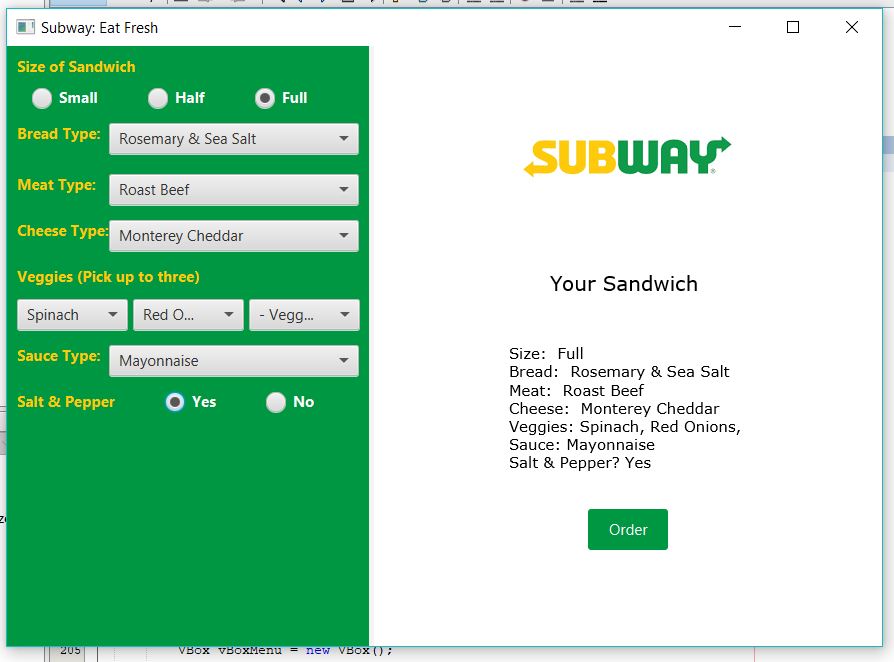 Subway: Eat Fresh
Size of Sandwich
Small Half Full
Bread Type: Rosemary & Sea Salt
Meat Type: Roast Beef
Cheese Type: Monterey Cheddar
Veggies (Pick up to three)
Spinach Red O... - Vegg...
Sauce Type: Mayonnaise
Salt & Pepper Yes No
SUBWAY®
Your Sandwich
Size: Full
Bread: Rosemary & Sea Salt
Meat: Roast Beef
Cheese: Monterey Cheddar
Veggies: Spinach, Red Onions,
Sauce: Mayonnaise
Salt & Pepper? Yes
Order
205 VBox vBoxMenu = new VBox();